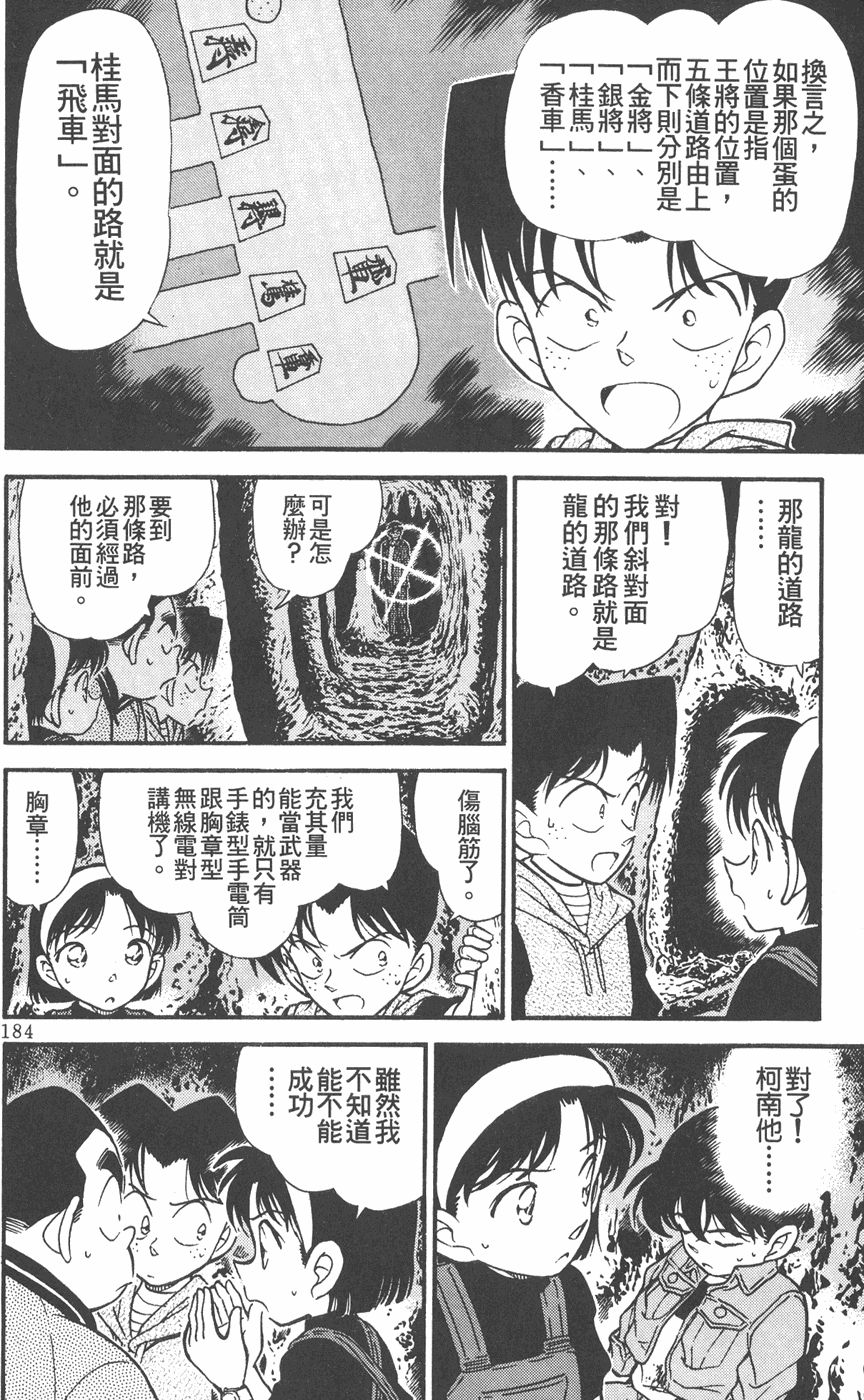 換言之，
如果那個蛋的
位置是指
王將的位置，
五條道路由上
而下則分別是
「金將」、
「銀將」、
「桂馬」、
「香車」……
桂馬對面的路就是
「飛車」。
那龍的道路
……
對！
我們斜對面
的那條路就是
龍的道路。
可是怎
麼辦？
要到
那條路，
必須經過
他的面前。
傷腦筋了。
我們
充其量
能當武器
的，就只有
手錶型手電筒
跟胸章型
無線電對
講機了。
胸章……
184
對了！
柯南他……
雖然我
不知道
能不能
成功
……